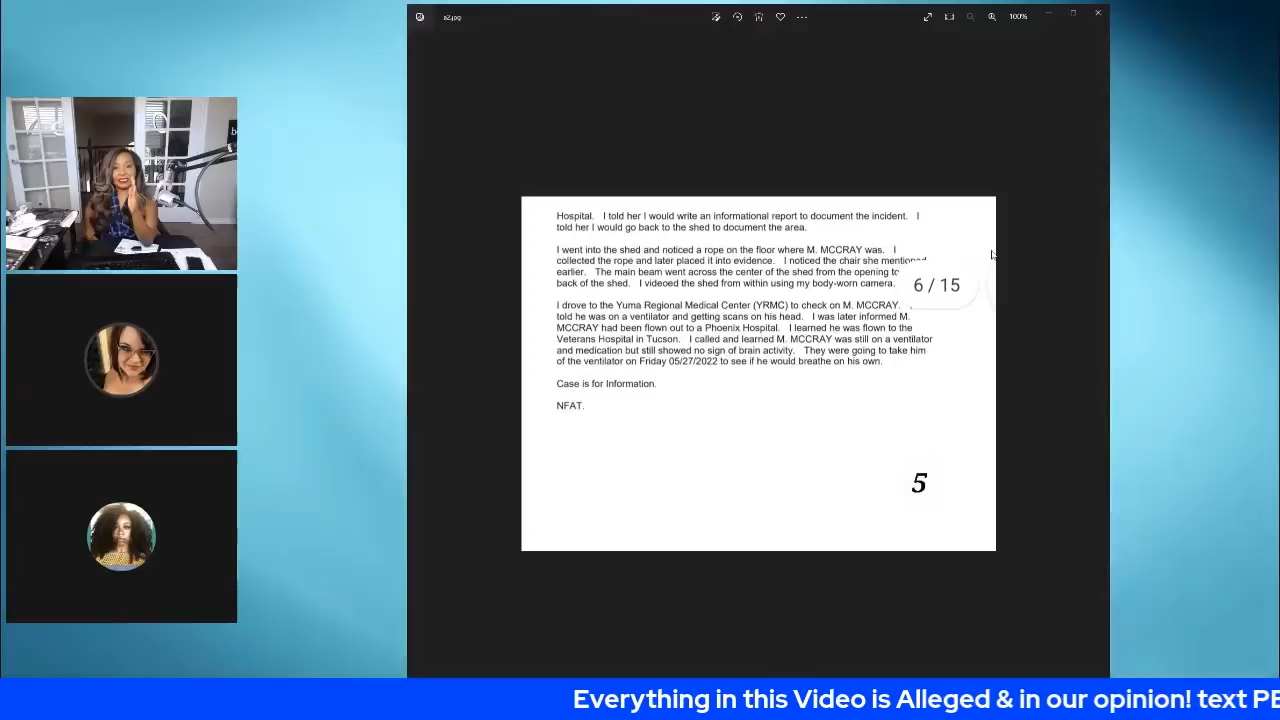 a2.jpg
100%
Hospital. I told her I would write an informational report to document the incident. I
told her I would go back to the shed to document the area.
I went into the shed and noticed a rope on the floor where M. MCCRAY was. I
collected the rope and later placed it into evidence. I noticed the chair she mentioned
earlier. The main beam went across the center of the shed from the opening to
back of the shed. I videoed the shed from within using my body-worn camera.
6 / 15
I drove to the Yuma Regional Medical Center (YRMC) to check on M. MCCRAY.
told he was on a ventilator and getting scans on his head. I was later informed M.
MCCRAY had been flown out to a Phoenix Hospital. I learned he was flown to the
Veterans Hospital in Tucson. I called and learned M. MCCRAY was still on a ventilator
and medication but still showed no sign of brain activity. They were going to take him
of the ventilator on Friday 05/27/2022 to see if he would breathe on his own.
Case is for Information.
NFAT.
5
Everything in this Video is Alleged & in our opinion! text PE